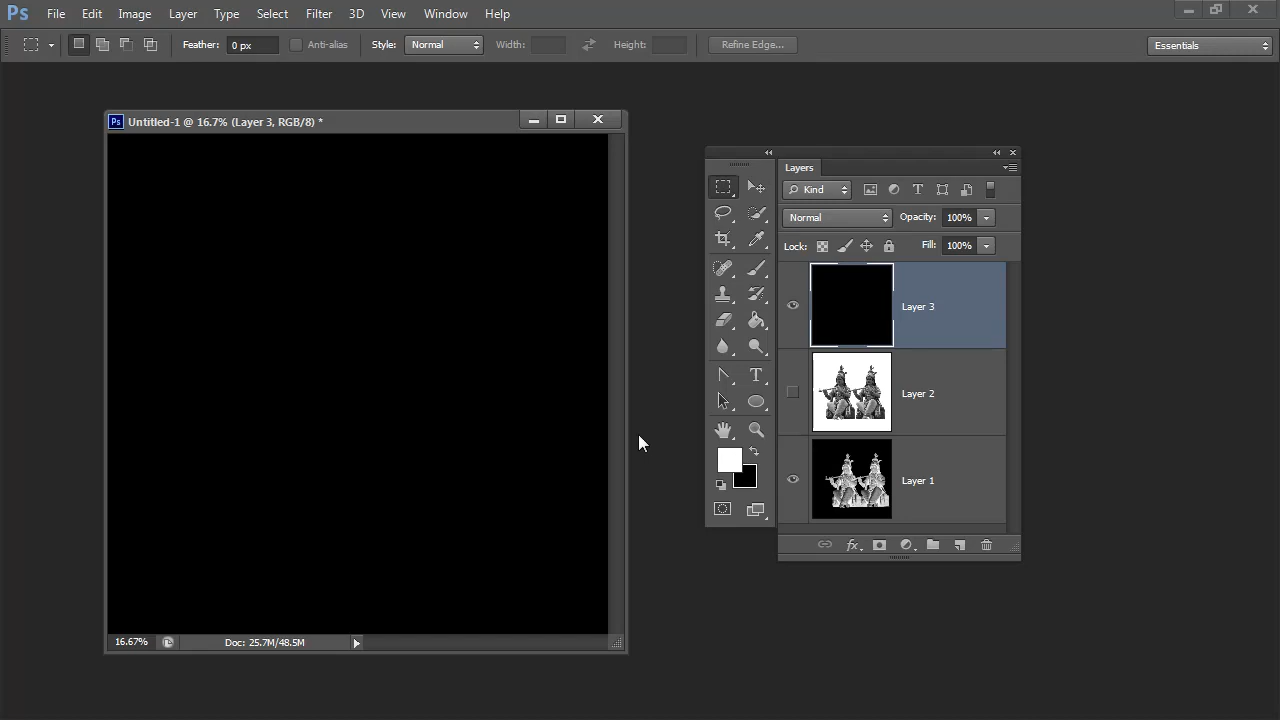 Ps File Edit Image Layer Type Select Filter 3D View Window Help
Feather: 0 px Anti-alias Style: Normal Width: Height: Refine Edge... Essentials
Ps Untitled-1 @ 16.7% (Layer 3, RGB/8) *
Layers
Kind T
Normal Opacity: 100%
Lock: Fill: 100%
Layer 3
Layer 2
T
Layer 1
fx
16.67% Doc: 25.7M/48.5M